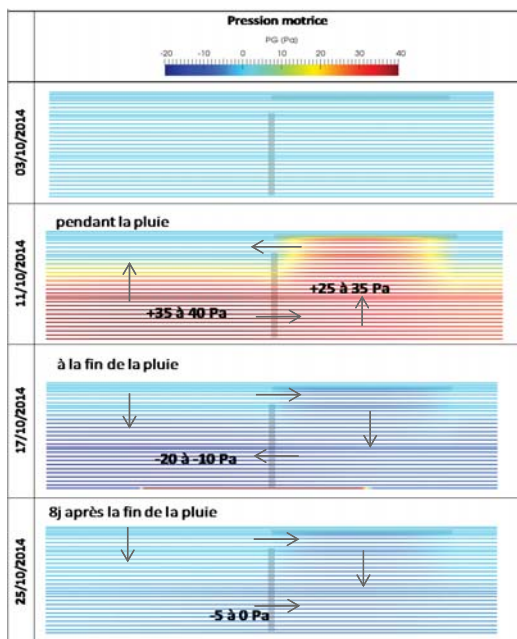 Pression motrice
PG (Pa)
-20 -10 0 10 20 30 40
03/10/2014
11/10/2014
pendant la pluie
+25 à 35 Pa
+35 à 40 Pa
17/10/2014
à la fin de la pluie
-20 à -10 Pa
25/10/2014
8j après la fin de la pluie
-5 à 0 Pa